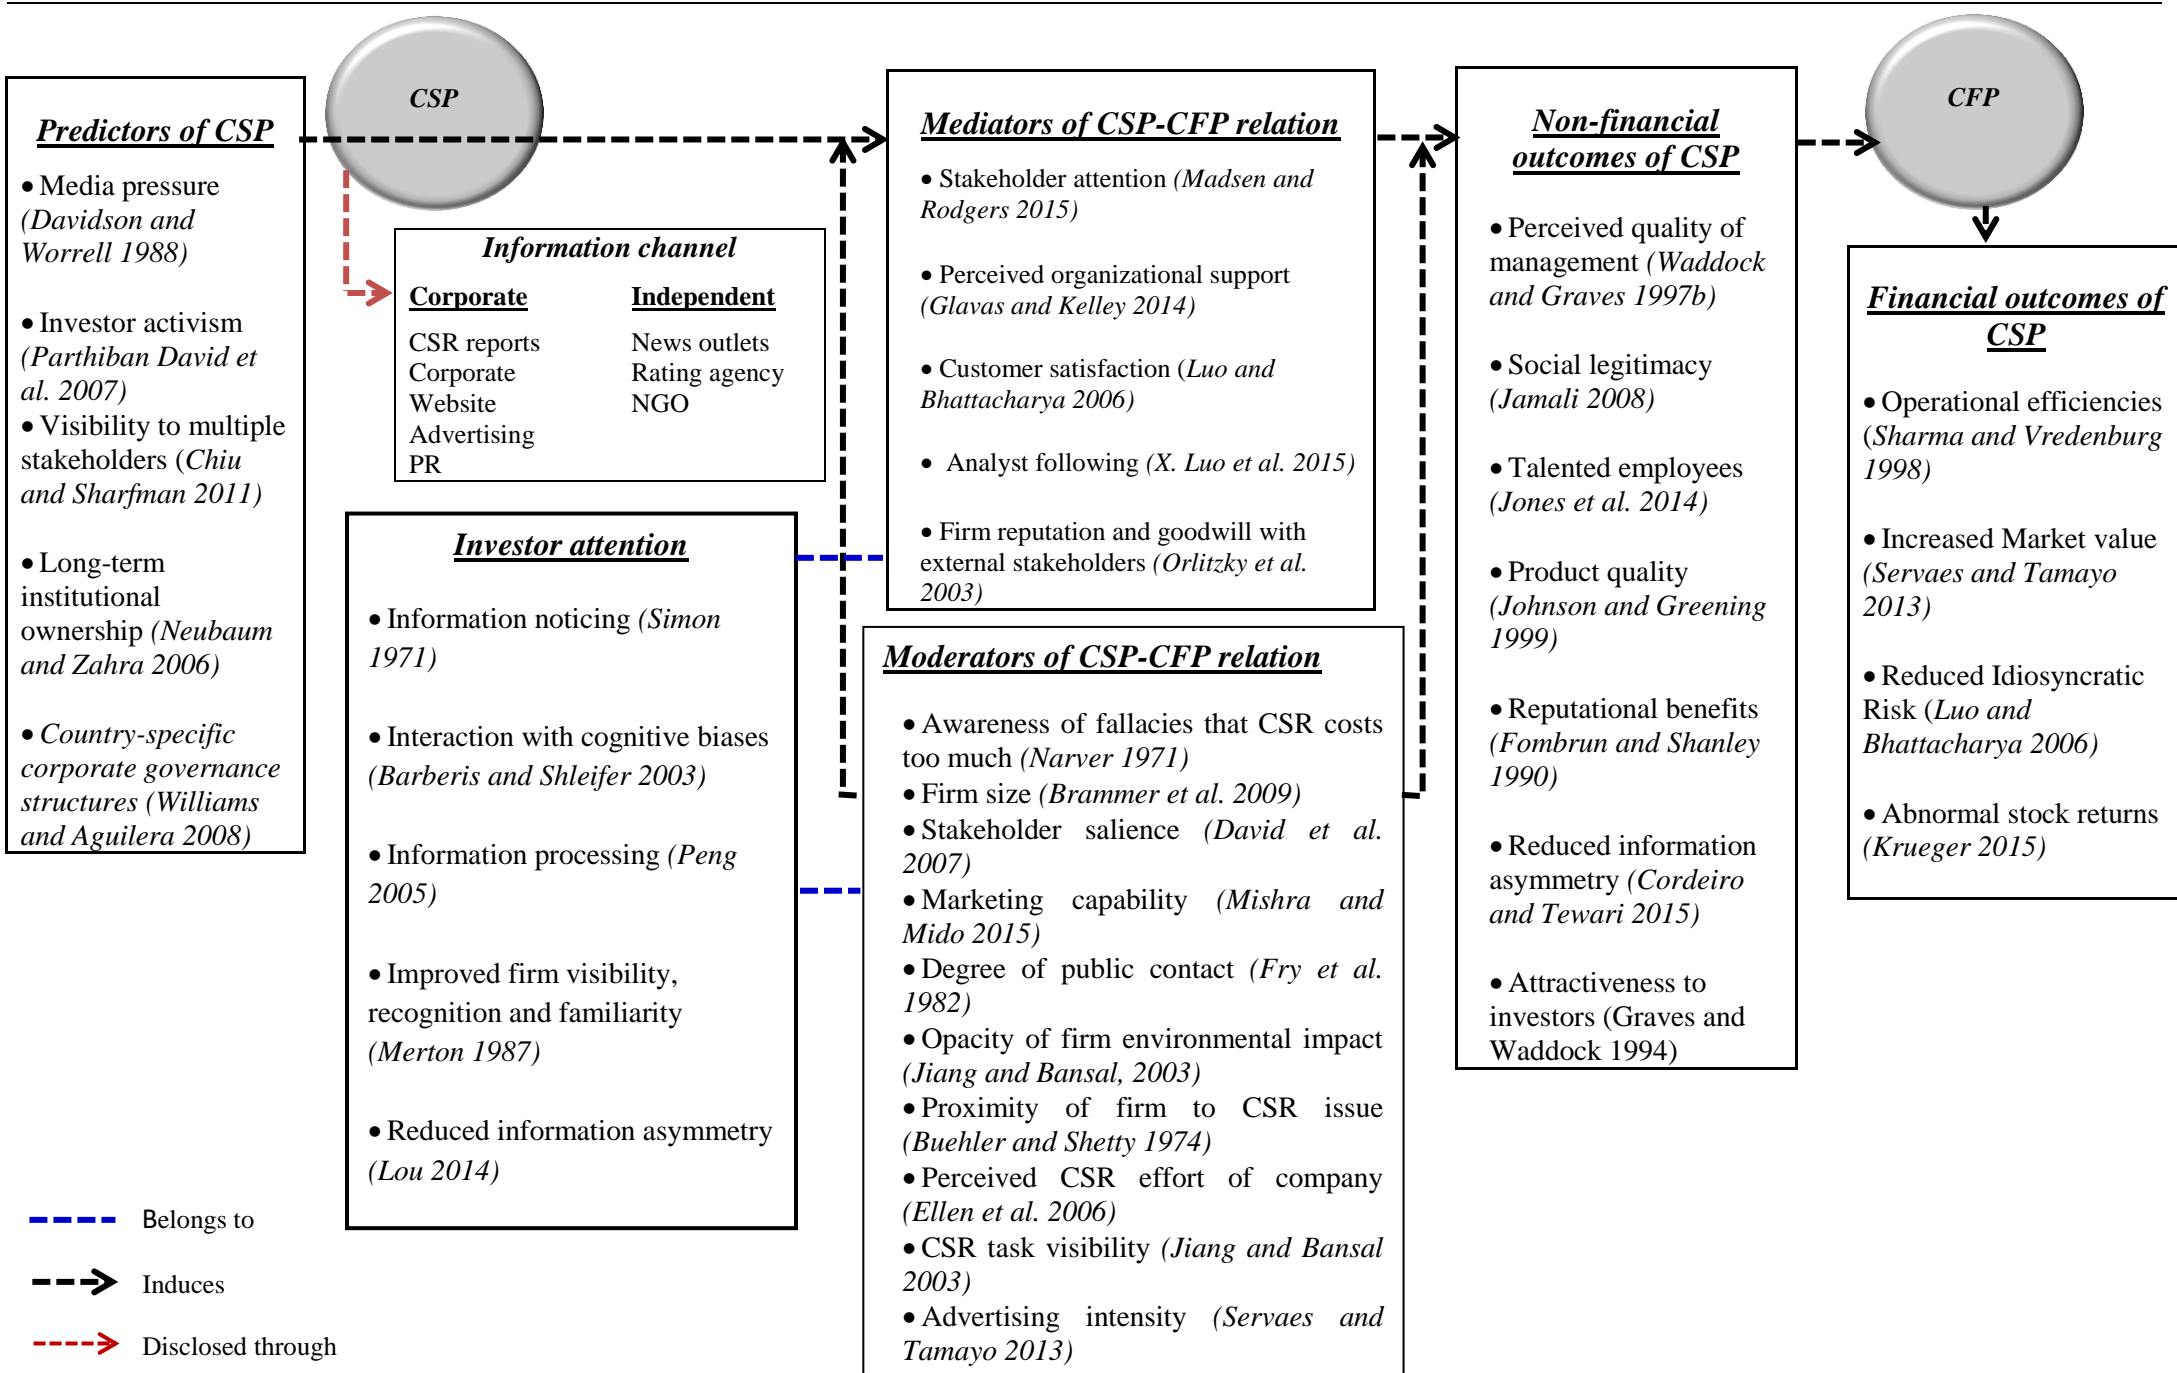 Predictors of CSP
• Media pressure
(Davidson and
Worrell 1988)
• Investor activism
(Parthiban David et
al. 2007)
• Visibility to multiple
stakeholders (Chiu
and Sharfman 2011)
• Long-term
institutional
ownership (Neubaum
and Zahra 2006)
• Country-specific
corporate governance
structures (Williams
and Aguilera 2008)
CSP
Information channel
Corporate
CSR reports
Corporate
Website
Advertising
PR
Independent
News outlets
Rating agency
NGO
Investor attention
• Information noticing (Simon
1971)
• Interaction with cognitive biases
(Barberis and Shleifer 2003)
• Information processing (Peng
2005)
• Improved firm visibility,
recognition and familiarity
(Merton 1987)
• Reduced information asymmetry
(Lou 2014)
Mediators of CSP-CFP relation
• Stakeholder attention (Madsen and
Rodgers 2015)
• Perceived organizational support
(Glavas and Kelley 2014)
• Customer satisfaction (Luo and
Bhattacharya 2006)
• Analyst following (X. Luo et al. 2015)
• Firm reputation and goodwill with
external stakeholders (Orlitzky et al.
2003)
Moderators of CSP-CFP relation
• Awareness of fallacies that CSR costs
too much (Narver 1971)
• Firm size (Brammer et al. 2009)
• Stakeholder salience (David et al.
2007)
• Marketing capability (Mishra and
Mido 2015)
• Degree of public contact (Fry et al.
1982)
• Opacity of firm environmental impact
(Jiang and Bansal, 2003)
• Proximity of firm to CSR issue
(Buehler and Shetty 1974)
• Perceived CSR effort of company
(Ellen et al. 2006)
• CSR task visibility (Jiang and Bansal
2003)
• Advertising intensity (Servaes and
Tamayo 2013)
Non-financial
outcomes of CSP
• Perceived quality of
management (Waddock
and Graves 1997b)
• Social legitimacy
(Jamali 2008)
• Talented employees
(Jones et al. 2014)
• Product quality
(Johnson and Greening
1999)
• Reputational benefits
(Fombrun and Shanley
1990)
• Reduced information
asymmetry (Cordeiro
and Tewari 2015)
• Attractiveness to
investors (Graves and
Waddock 1994)
CFP
Financial outcomes of
CSP
• Operational efficiencies
(Sharma and Vredenburg
1998)
• Increased Market value
(Servaes and Tamayo
2013)
• Reduced Idiosyncratic
Risk (Luo and
Bhattacharya 2006)
• Abnormal stock returns
(Krueger 2015)
Belongs to
Induces
Disclosed through